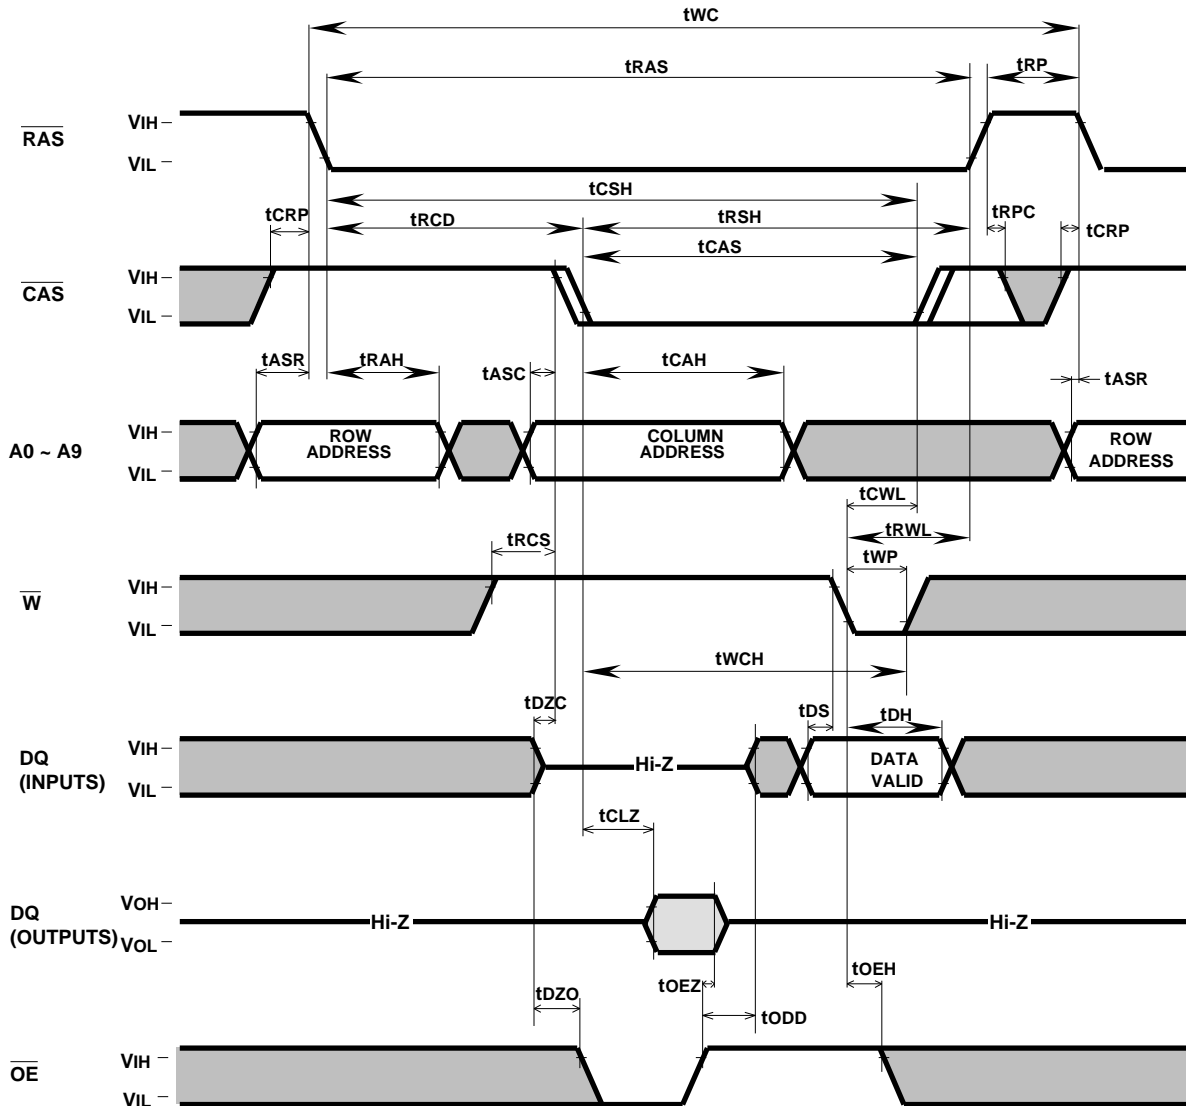 tWC
tRAS
tRP
RAS
VIH
VIL
tCSH
tCRP
tRCD
tRSH
tRPC
tCRP
tCAS
CAS
VIH
VIL
tASR
tRAH
tASC
tCAH
tASR
A0 ~ A9
VIH
VIL
ROW
ADDRESS
COLUMN
ADDRESS
ROW
ADDRESS
tCWL
tRCS
tRWL
tWP
W
VIH
VIL
tWCH
tDZC
tDS
tDH
DQ
(INPUTS)
VIH
VIL
Hi-Z
DATA
VALID
tCLZ
DQ
(OUTPUTS)
VOH
VOL
Hi-Z
Hi-Z
tDZO
tOEZ
tODD
tOEH
OE
VIH
VIL